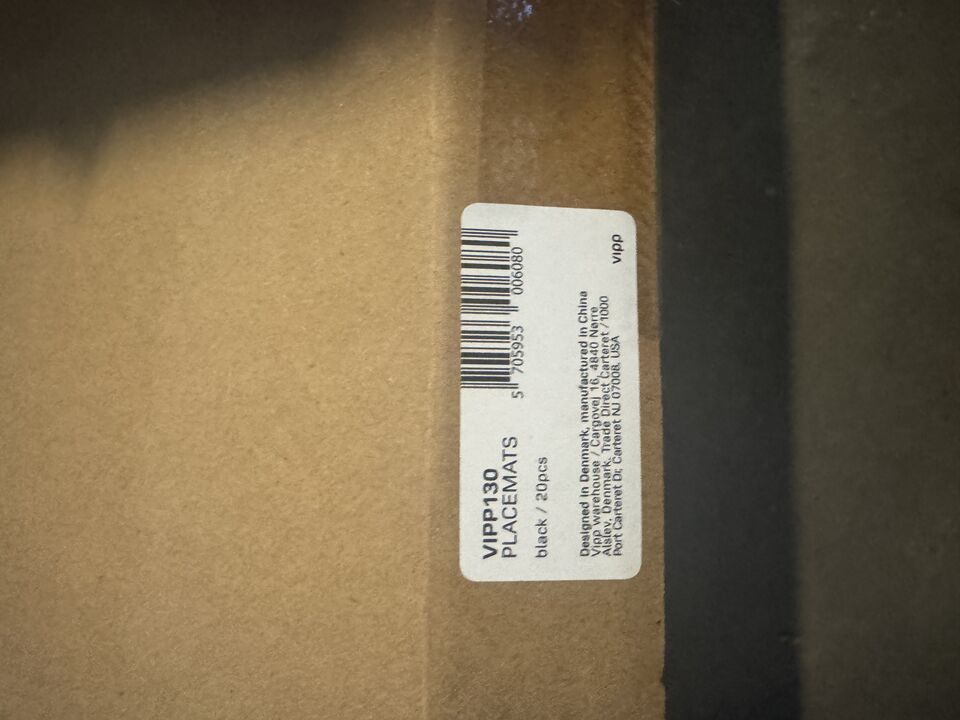 VIPP130
PLACEMATS
black / 20pcs
5 705953 006080
Designed in Denmark, manufactured in China
Vipp warehouse / Cargovej 16, 4840 Nørre
Alslev, Denmark. Trade Direct Carteret /1000
Port Carteret Dr, Carteret NJ 07008, USA
vipp